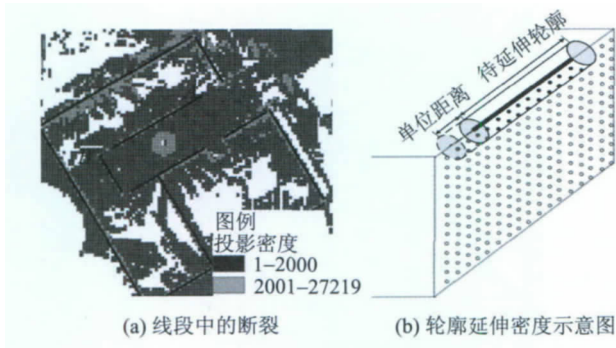 待延伸轮廓
单位距离
图例
投影密度
1-2000
2001-27219
(a) 线段中的断裂
(b) 轮廓延伸密度示意图